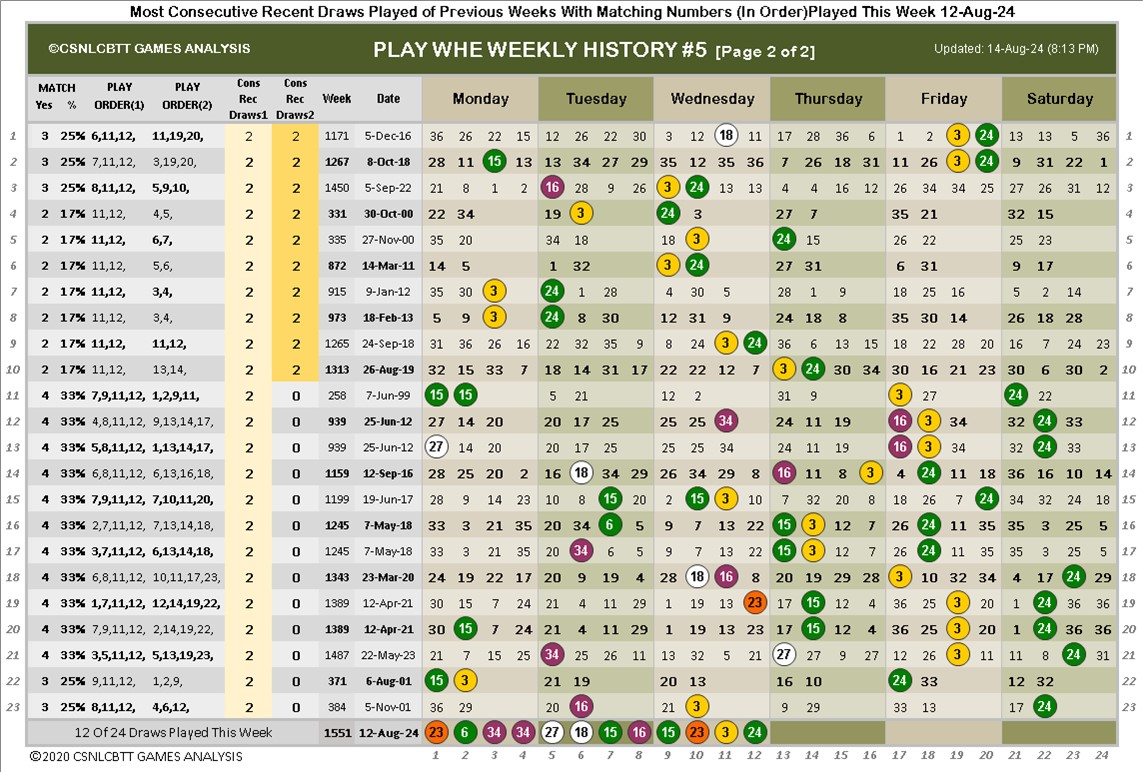 Most Consecutive Recent Draws Played of Previous Weeks With Matching Numbers (In Order)Played This Week 12-Aug-24
©CSNLCBTT GAMES ANALYSIS PLAY WHE WEEKLY HISTORY #5 [Page 2 of 2] Updated: 14-Aug-24 (8:13 PM)
MATCH Yes % PLAY ORDER(1) PLAY ORDER(2) Cons Rec Draws1 Cons Rec Draws2 Week Date Monday Tuesday Wednesday Thursday Friday Saturday
1 3 25% 6,11,12, 11,19,20, 2 2 1171 5-Dec-16 36 26 22 15 12 26 22 30 3 12 18 11 17 28 36 6 1 2 3 24 13 13 5 36 1
2 3 25% 7,11,12, 3,19,20, 2 2 1267 8-Oct-18 28 11 15 13 13 34 27 29 35 12 35 36 7 26 18 31 11 26 3 24 9 31 22 1 2
3 3 25% 8,11,12, 5,9,10, 2 2 1450 5-Sep-22 21 8 1 2 16 28 9 26 3 24 13 13 4 4 16 12 26 34 34 25 27 26 31 12 3
4 2 17% 11,12, 4,5, 2 2 331 30-Oct-00 22 34 19 3 24 3 27 7 35 21 32 15 4
5 2 17% 11,12, 6,7, 2 2 335 27-Nov-00 35 20 34 18 18 3 24 15 26 22 25 23 5
6 2 17% 11,12, 5,6, 2 2 872 14-Mar-11 14 5 1 32 3 24 27 31 6 31 9 17 6
7 2 17% 11,12, 3,4, 2 2 915 9-Jan-12 35 30 3 24 1 28 4 30 5 28 1 9 18 25 16 5 2 14 7
8 2 17% 11,12, 3,4, 2 2 973 18-Feb-13 5 9 3 24 8 30 12 31 9 24 18 8 35 30 14 26 18 28 8
9 2 17% 11,12, 11,12, 2 2 1265 24-Sep-18 31 36 26 16 22 32 35 9 8 24 3 24 36 6 13 15 18 22 28 20 16 7 24 23 9
10 2 17% 11,12, 13,14, 2 2 1313 26-Aug-19 32 15 33 7 18 14 31 17 22 22 12 7 3 24 30 34 30 16 21 23 30 6 30 2 10
11 4 33% 7,9,11,12, 1,2,9,11, 2 0 258 7-Jun-99 15 15 5 21 12 2 31 9 3 27 24 22 11
12 4 33% 4,8,11,12, 9,13,14,17, 2 0 939 25-Jun-12 27 14 20 20 17 25 25 25 34 24 11 19 16 3 34 32 24 33 12
13 4 33% 5,8,11,12, 1,13,14,17, 2 0 939 25-Jun-12 27 14 20 20 17 25 25 25 34 24 11 19 16 3 34 32 24 33 13
14 4 33% 6,8,11,12, 6,13,16,18, 2 0 1159 12-Sep-16 28 25 20 2 16 18 34 29 26 34 29 8 16 11 8 3 4 24 11 18 36 16 10 14 14
15 4 33% 7,9,11,12, 7,10,11,20, 2 0 1199 19-Jun-17 28 9 14 23 10 8 15 20 2 15 3 10 7 32 20 8 18 26 7 24 34 32 24 18 15
16 4 33% 2,7,11,12, 7,13,14,18, 2 0 1245 7-May-18 33 3 21 35 20 34 6 5 9 7 13 22 15 3 12 7 26 24 11 35 35 3 25 5 16
17 4 33% 3,7,11,12, 6,13,14,18, 2 0 1245 7-May-18 33 3 21 35 20 34 6 5 9 7 13 22 15 3 12 7 26 24 11 35 35 3 25 5 17
18 4 33% 6,8,11,12, 10,11,17,23, 2 0 1343 23-Mar-20 24 19 22 17 20 9 19 4 28 18 16 8 20 19 29 28 3 10 32 34 4 17 24 29 18
19 4 33% 1,7,11,12, 12,14,19,22, 2 0 1389 12-Apr-21 30 15 7 24 21 4 11 29 1 19 13 23 17 15 12 4 36 25 3 20 1 24 36 36 19
20 4 33% 7,9,11,12, 2,14,19,22, 2 0 1389 12-Apr-21 30 15 7 24 21 4 11 29 20 19 13 23 17 15 12 4 36 25 3 20 1 24 36 36 20
21 4 33% 3,5,11,12, 5,13,19,23, 2 0 1487 22-May-23 21 7 15 25 34 25 26 11 13 32 5 21 27 27 9 27 12 26 3 11 11 8 24 31 21
22 3 25% 9,11,12, 1,2,9, 2 0 371 6-Aug-01 15 3 21 19 20 13 16 10 24 33 12 32 22
23 3 25% 8,11,12, 4,6,12, 2 0 384 5-Nov-01 36 29 20 16 21 3 9 29 33 13 17 24 23
12 Of 24 Draws Played This Week 1551 12-Aug-24 23 6 34 34 27 18 15 16 15 23 3 24
©2020 CSNLCBTT GAMES ANALYSIS 1 2 3 4 5 6 7 8 9 10 11 12 13 14 15 16 17 18 19 20 21 22 23 24